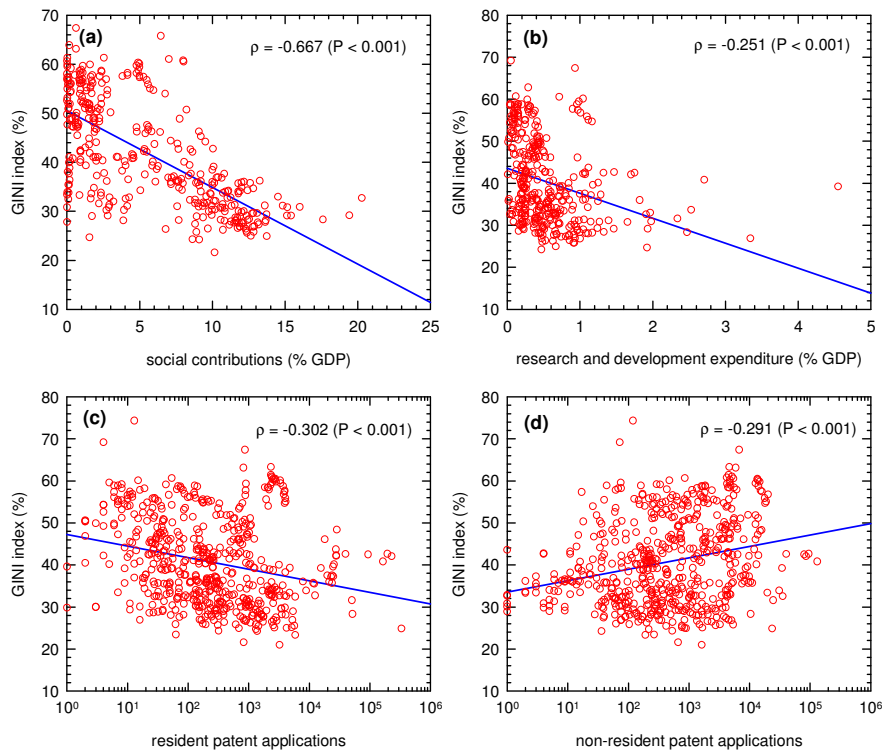 (a)
ρ = -0.667 (P < 0.001)
GINI index (%)
70
60
50
40
30
20
10
0 5 10 15 20 25
social contributions (% GDP)
(b)
ρ = -0.251 (P < 0.001)
GINI index (%)
80
70
60
50
40
30
20
10
0 1 2 3 4 5
research and development expenditure (% GDP)
(c)
ρ = -0.302 (P < 0.001)
GINI index (%)
80
70
60
50
40
30
20
10
10⁰ 10¹ 10² 10³ 10⁴ 10⁵ 10⁶
resident patent applications
(d)
ρ = -0.291 (P < 0.001)
GINI index (%)
80
70
60
50
40
30
20
10
10⁰ 10¹ 10² 10³ 10⁴ 10⁵ 10⁶
non-resident patent applications